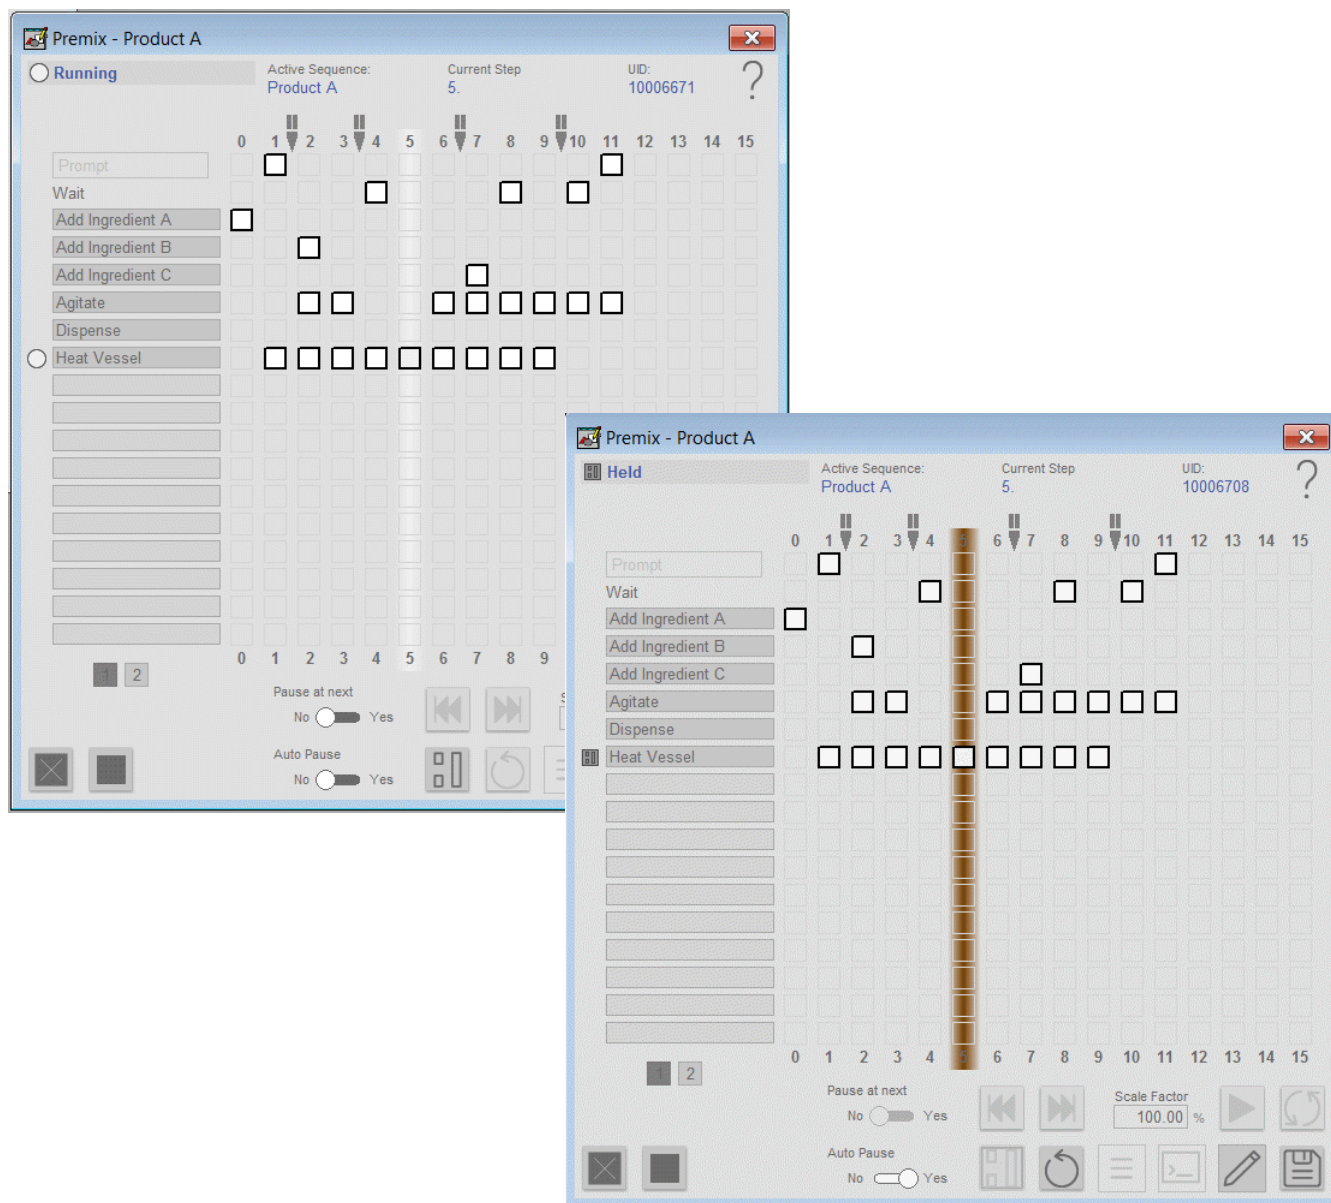 Premix - Product A
Running
Active Sequence:
Product A
Current Step
5.
UID:
10006671
0 1 2 3 4 5 6 7 8 9 10 11 12 13 14 15
Prompt
Wait
Add Ingredient A
Add Ingredient B
Add Ingredient C
Agitate
Dispense
Heat Vessel
0 1 2 3 4 5 6 7 8 9
1 2
Pause at next
No Yes
Auto Pause
No Yes
Premix - Product A
Held
Active Sequence:
Product A
Current Step
5.
UID:
10006708
0 1 2 3 4 5 6 7 8 9 10 11 12 13 14 15
Prompt
Wait
Add Ingredient A
Add Ingredient B
Add Ingredient C
Agitate
Dispense
Heat Vessel
0 1 2 3 4 5 6 7 8 9 10 11 12 13 14 15
1 2
Pause at next
No Yes
Scale Factor
100.00 %
Auto Pause
No Yes